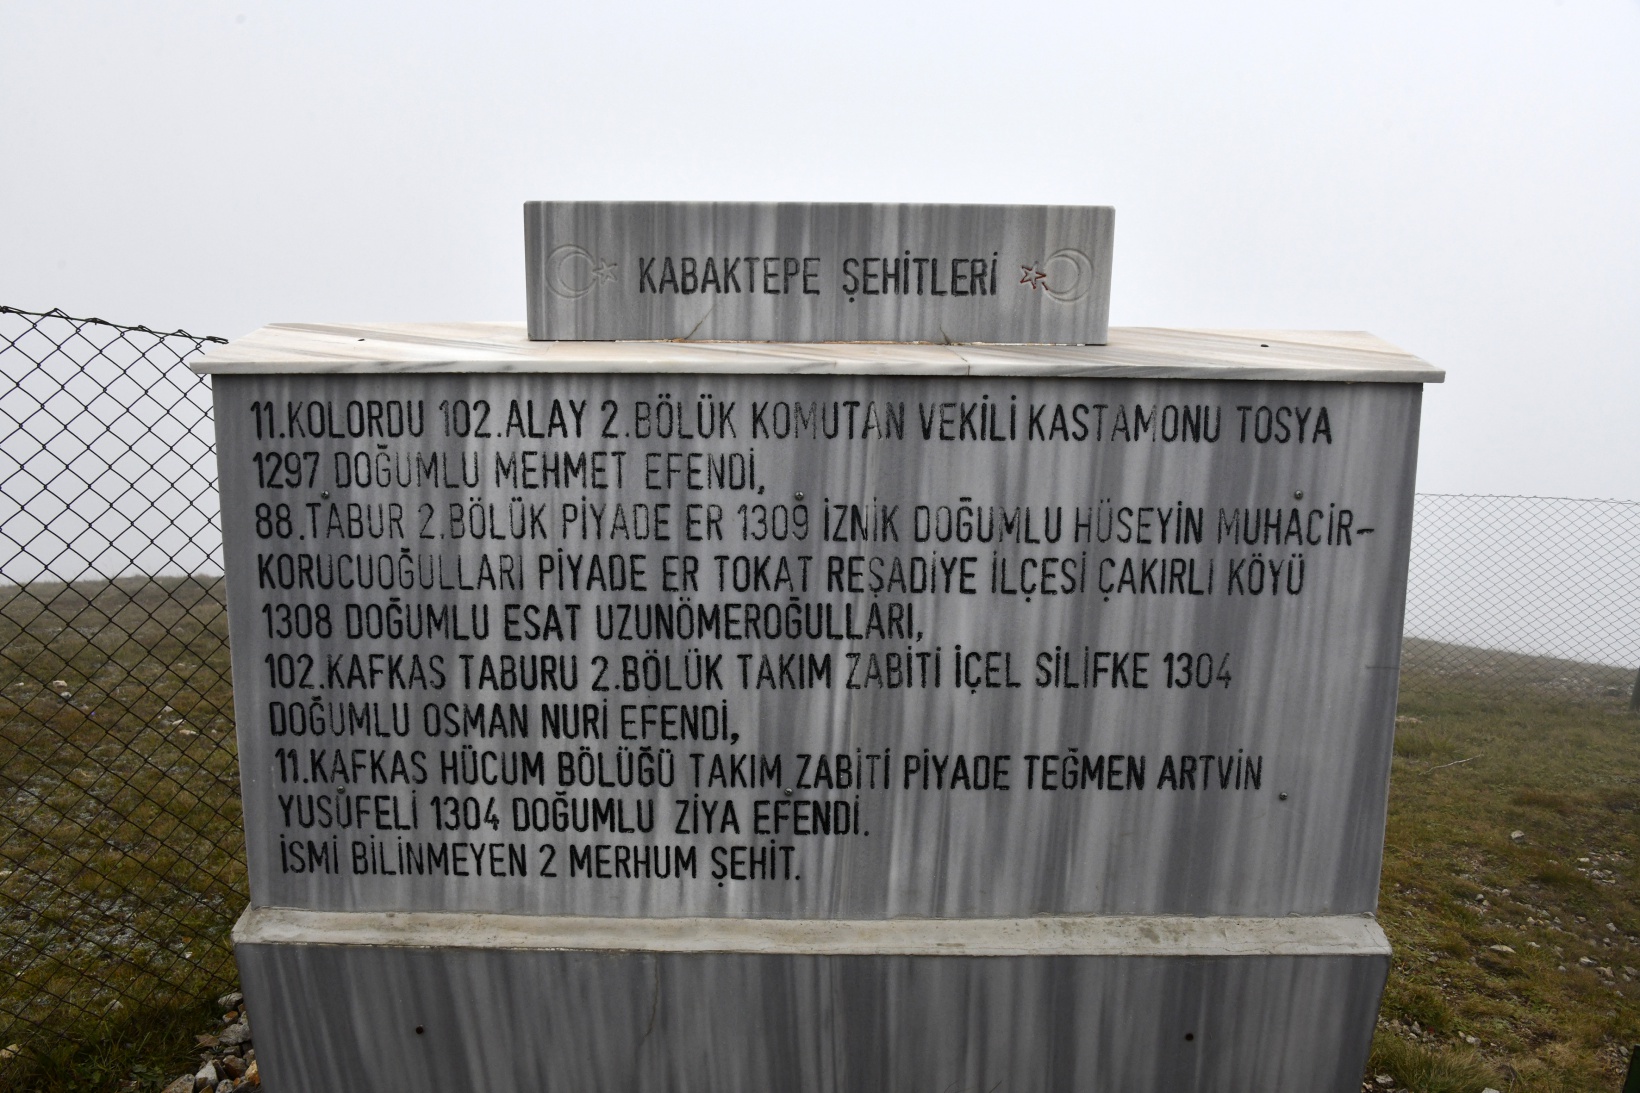 KABAKTEPE ŞEHİTLERİ
11.KOLORDU 102.ALAY 2.BÖLÜK KOMUTAN VEKİLİ KASTAMONU TOSYA
1297 DOĞUMLU MEHMET EFENDİ,
88.TABUR 2.BÖLÜK PİYADE ER 1309 İZNİK DOĞUMLU HÜSEYİN MUHACİR-
KORUCUOĞULLARI PİYADE ER TOKAT REŞADİYE İLÇESİ ÇAKIRLI KÖYÜ
1308 DOĞUMLU ESAT UZUNÖMEROĞULLARI,
102.KAFKAS TABURU 2.BÖLÜK TAKIM ZABİTİ İÇEL SİLİFKE 1304
DOĞUMLU OSMAN NURİ EFENDİ,
11.KAFKAS HÜCUM BÖLÜĞÜ TAKIM ZABİTİ PİYADE TEĞMEN ARTVİN
YUSUFELİ 1304 DOĞUMLU ZİYA EFENDİ.
İSMİ BİLİNMEYEN 2 MERHUM ŞEHİT.